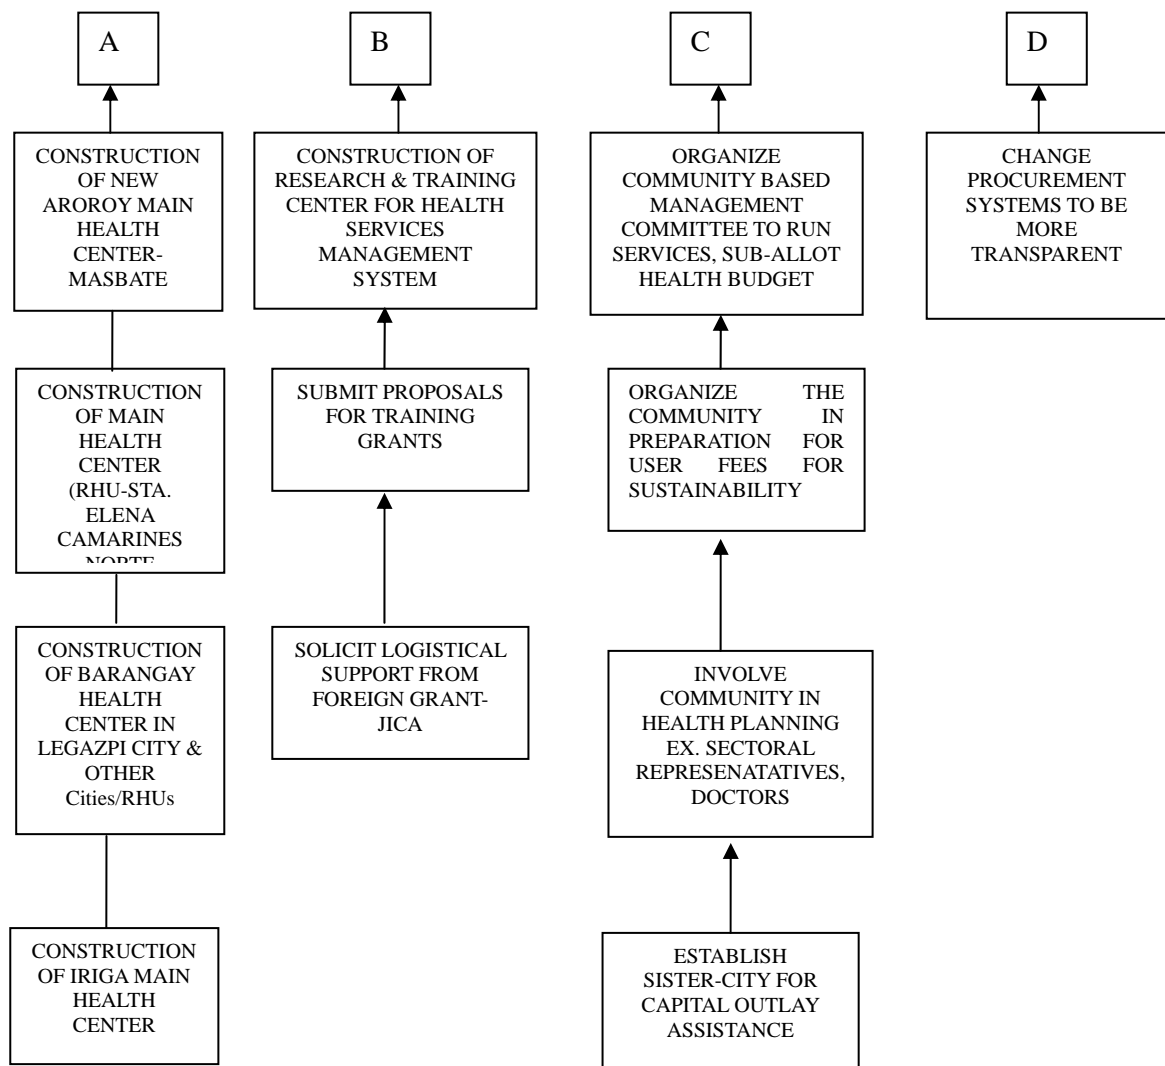 A
B
C
D
CONSTRUCTION
OF NEW
AROROY MAIN
HEALTH
CENTER-
MASBATE
CONSTRUCTION OF
RESEARCH & TRAINING
CENTER FOR HEALTH
SERVICES
MANAGEMENT
SYSTEM
ORGANIZE
COMMUNITY BASED
MANAGEMENT
COMMITTEE TO RUN
SERVICES, SUB-ALLOT
HEALTH BUDGET
CHANGE
PROCUREMENT
SYSTEMS TO BE
MORE
TRANSPARENT
CONSTRUCTION
OF MAIN
HEALTH
CENTER
(RHU-STA.
ELENA
CAMARINES
NORTE
SUBMIT PROPOSALS
FOR TRAINING
GRANTS
ORGANIZE THE
COMMUNITY IN
PREPARATION FOR
USER FEES FOR
SUSTAINABILITY
CONSTRUCTION
OF BARANGAY
HEALTH
CENTER IN
LEGAZPI CITY &
OTHER
Cities/RHUs
SOLICIT LOGISTICAL
SUPPORT FROM
FOREIGN GRANT-
JICA
INVOLVE
COMMUNITY IN
HEALTH PLANNING
EX. SECTORAL
REPRESENATATIVES,
DOCTORS
CONSTRUCTION
OF IRIGA MAIN
HEALTH
CENTER
ESTABLISH
SISTER-CITY FOR
CAPITAL OUTLAY
ASSISTANCE